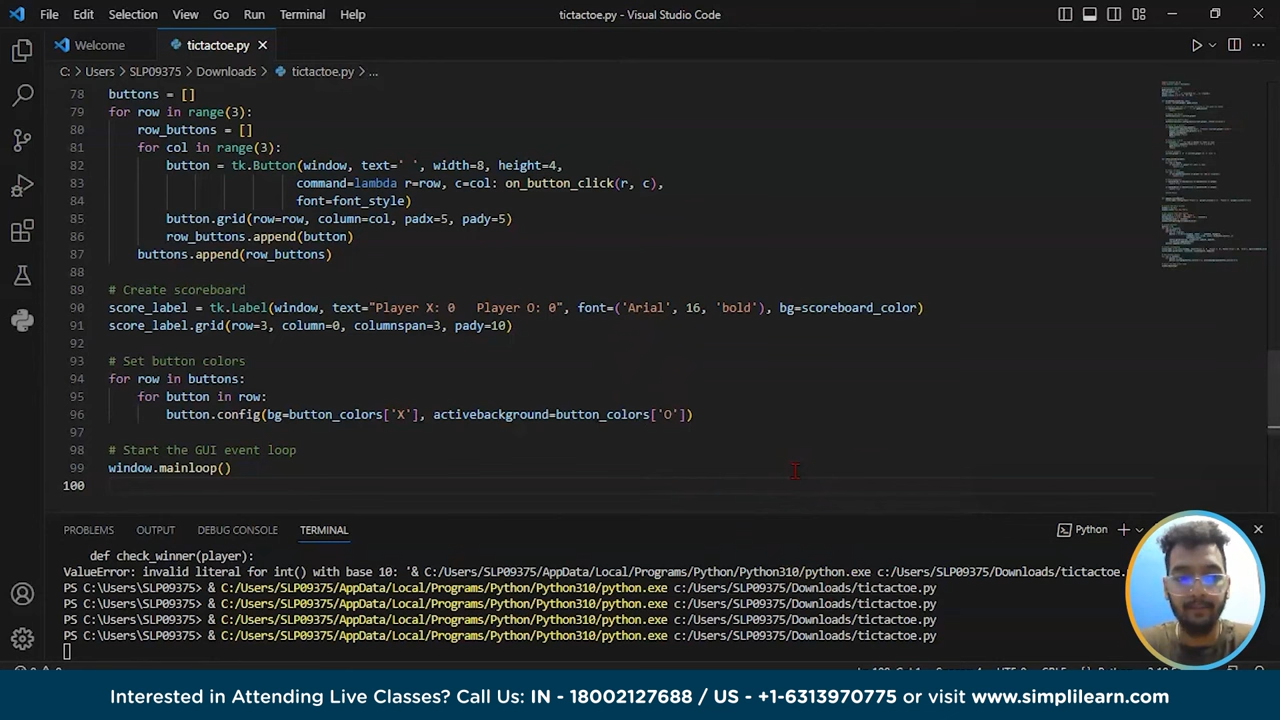 File Edit Selection View Go Run Terminal Help tictactoe.py - Visual Studio Code
Welcome tictactoe.py
C: > Users > SLP09375 > Downloads > tictactoe.py > ...
78 buttons = []
79 for row in range(3):
80 row_buttons = []
81 for col in range(3):
82 button = tk.Button(window, text=' ', width=8, height=4,
83 command=lambda r=row, c=col: on_button_click(r, c),
84 font=font_style)
85 button.grid(row=row, column=col, padx=5, pady=5)
86 row_buttons.append(button)
87 buttons.append(row_buttons)
88
89 # Create scoreboard
90 score_label = tk.Label(window, text="Player X: 0   Player O: 0", font=('Arial', 16, 'bold'), bg=scoreboard_color)
91 score_label.grid(row=3, column=0, columnspan=3, pady=10)
92
93 # Set button colors
94 for row in buttons:
95 for button in row:
96 button.config(bg=button_colors['X'], activebackground=button_colors['O'])
97
98 # Start the GUI event loop
99 window.mainloop()
100
PROBLEMS OUTPUT DEBUG CONSOLE TERMINAL Python
def check_winner(player):
ValueError: invalid literal for int() with base 10: '& C:/Users/SLP09375/AppData/Local/Programs/Python/Python310/python.exe c:/Users/SLP09375/Downloads/tictactoe.
PS C:\Users\SLP09375> & C:/Users/SLP09375/AppData/Local/Programs/Python/Python310/python.exe c:/Users/SLP09375/Downloads/tictactoe.py
PS C:\Users\SLP09375> & C:/Users/SLP09375/AppData/Local/Programs/Python/Python310/python.exe c:/Users/SLP09375/Downloads/tictactoe.py
PS C:\Users\SLP09375> & C:/Users/SLP09375/AppData/Local/Programs/Python/Python310/python.exe c:/Users/SLP09375/Downloads/tictactoe.py
PS C:\Users\SLP09375> & C:/Users/SLP09375/AppData/Local/Programs/Python/Python310/python.exe c:/Users/SLP09375/Downloads/tictactoe.py
Interested in Attending Live Classes? Call Us: IN - 18002127688 / US - +1-6313970775 or visit www.simplilearn.com